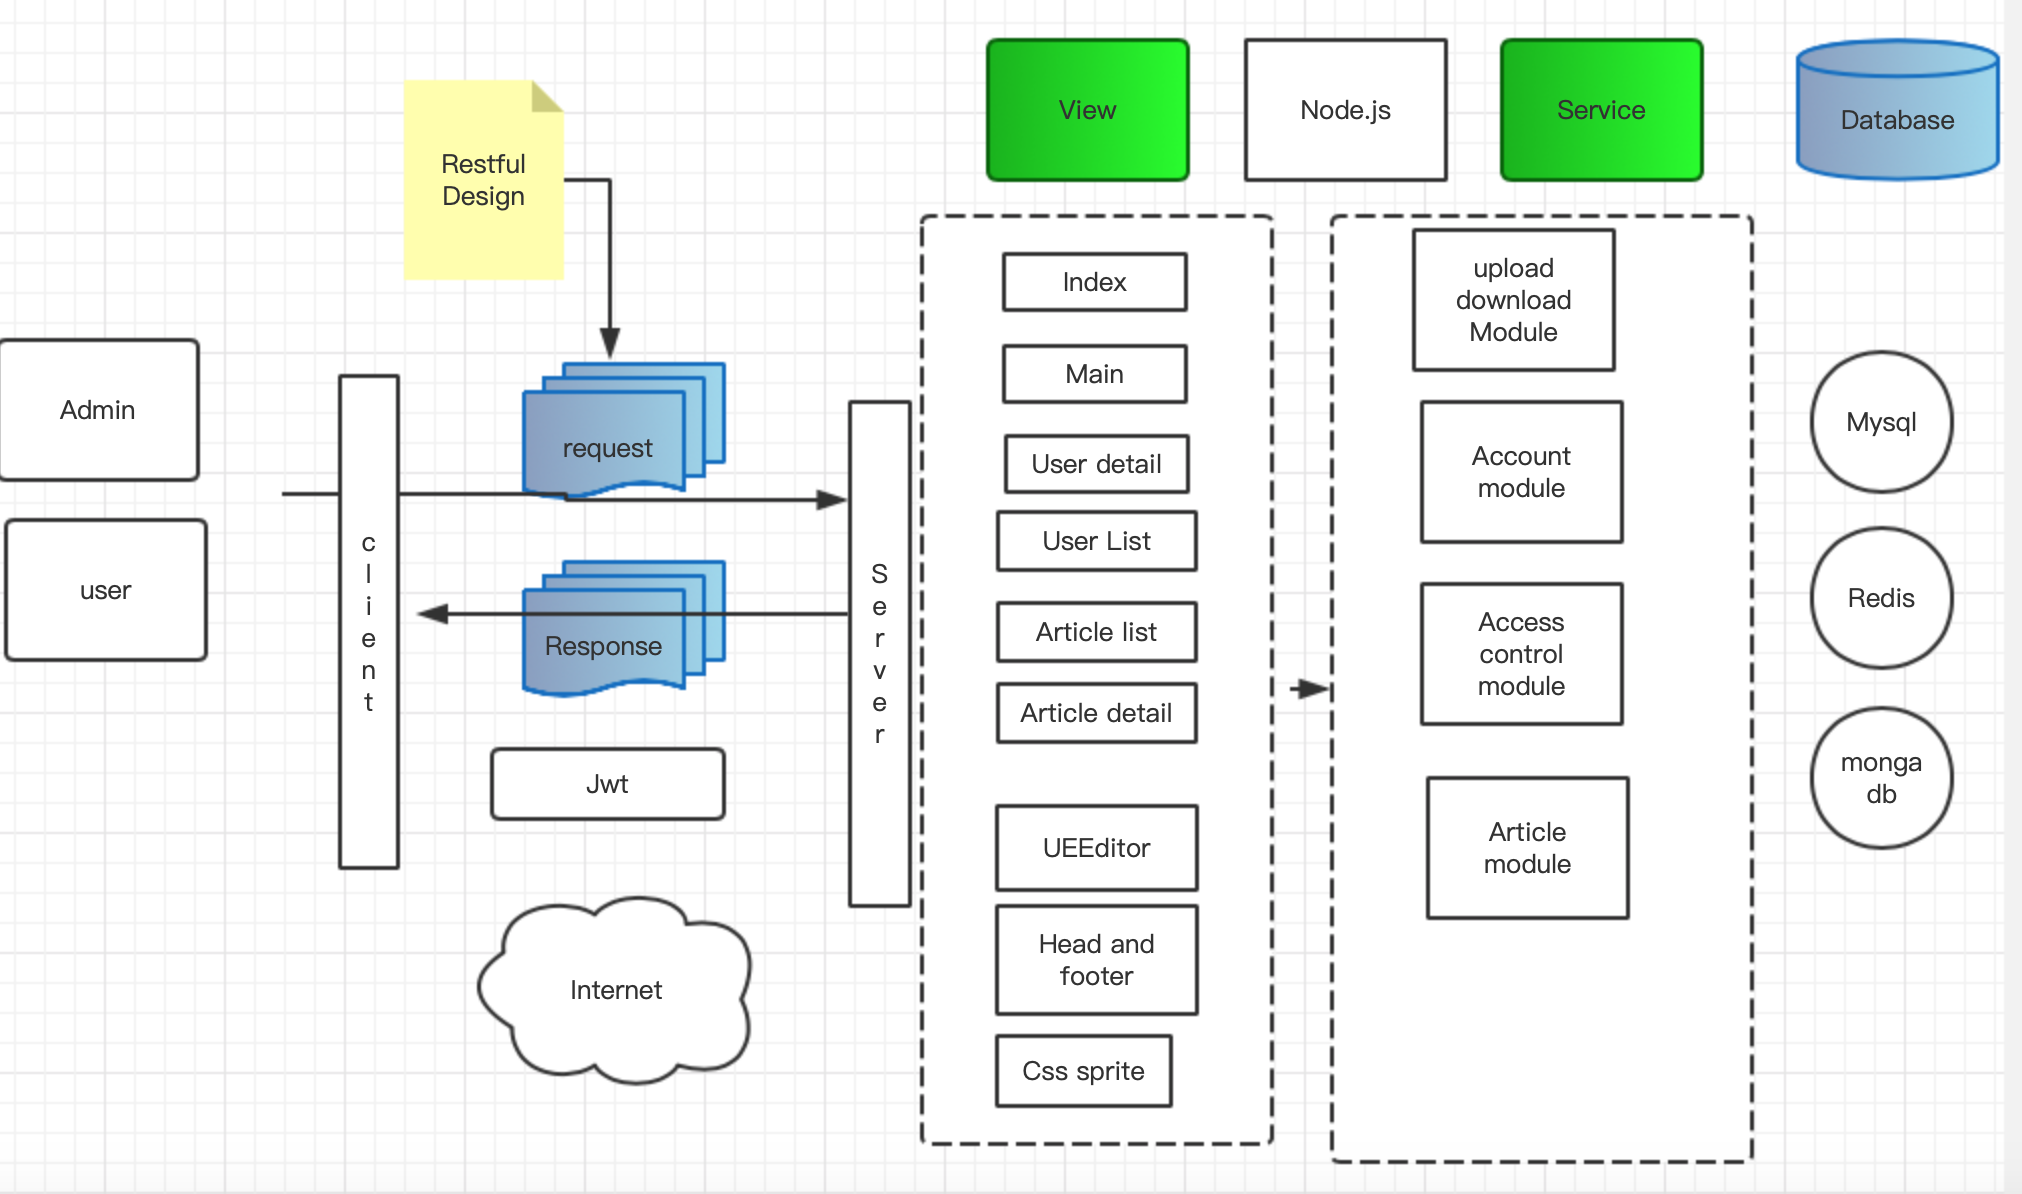 View
Node.js
Service
Database
Restful
Design
Index
upload
download
Module
Main
Admin
request
User detail
Account
module
Mysql
user
client
Response
Server
User List
Article list
Article detail
Access
control
module
Redis
Jwt
UEEditor
Article
module
monga
db
Internet
Head and
footer
Css sprite